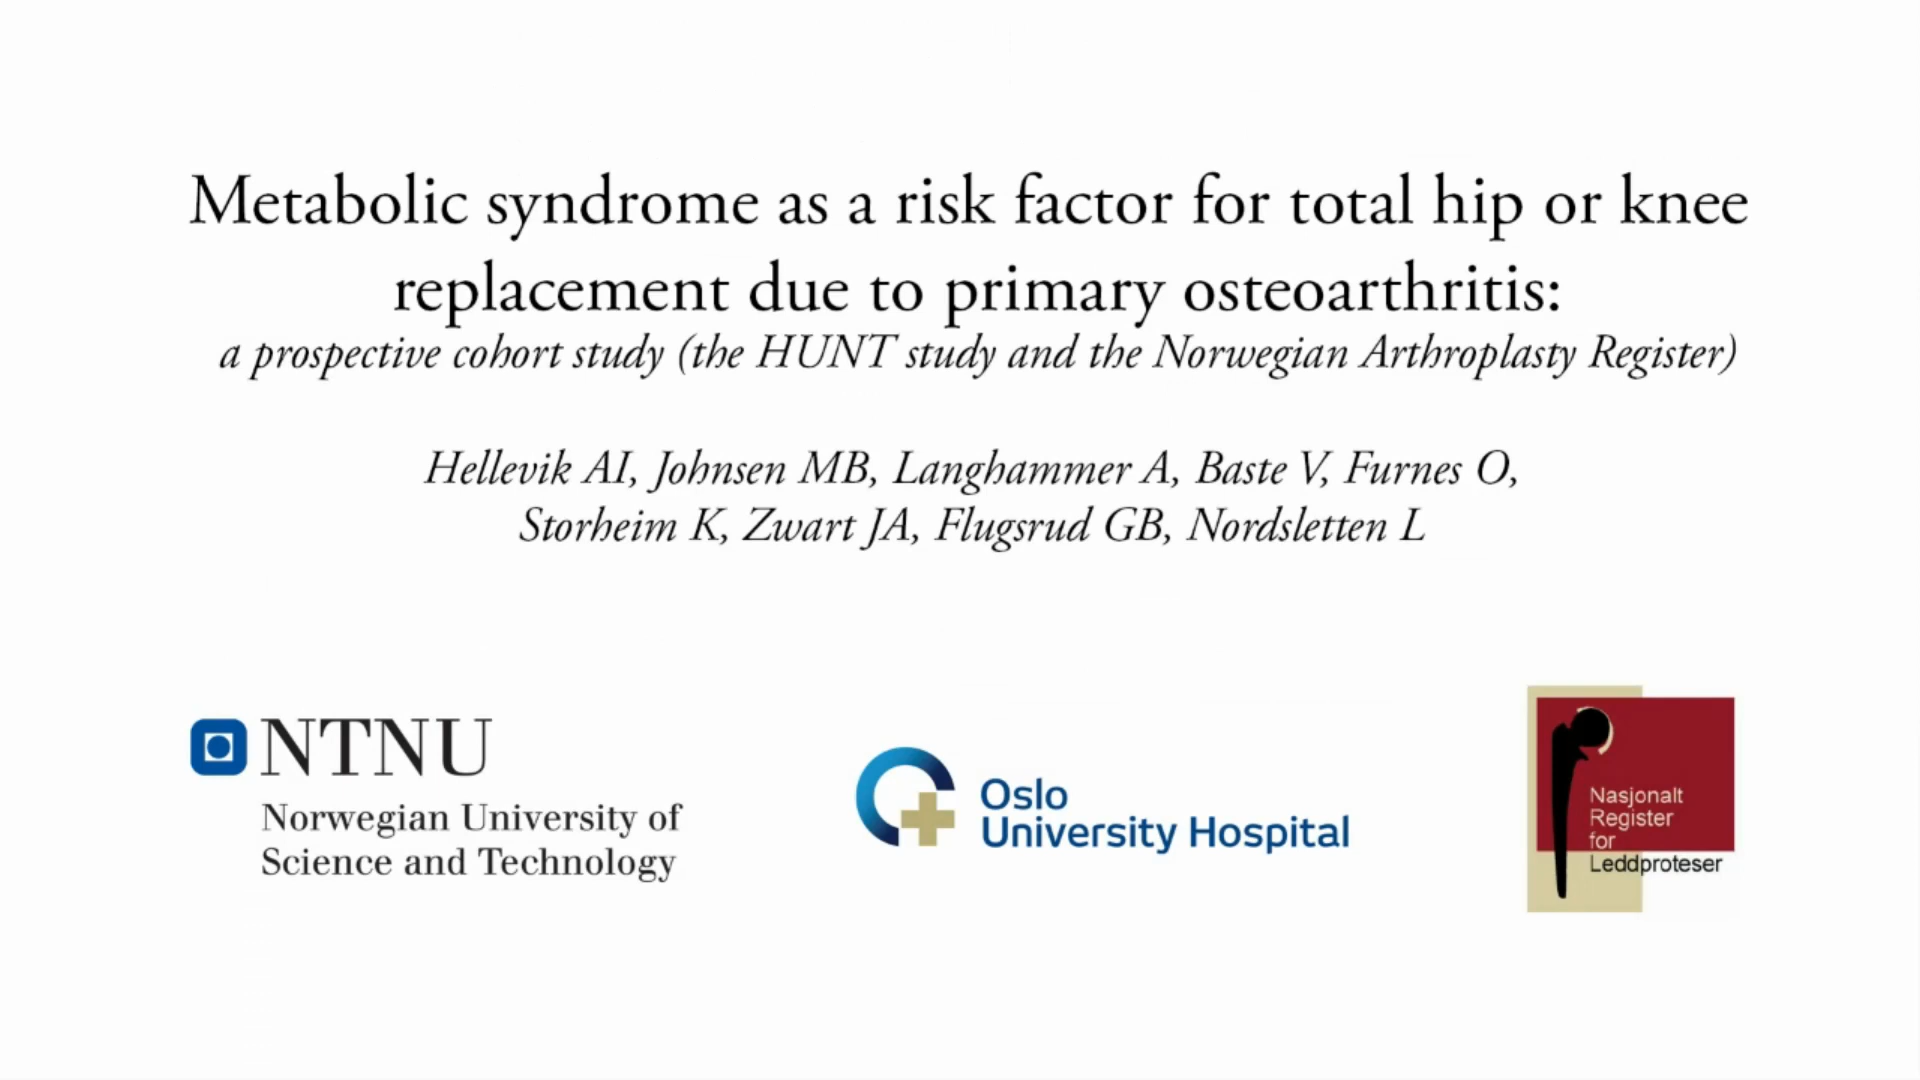 Metabolic syndrome as a risk factor for total hip or knee
replacement due to primary osteoarthritis:
a prospective cohort study (the HUNT study and the Norwegian Arthroplasty Register)
Hellevik AI, Johnsen MB, Langhammer A, Baste V, Furnes O,
Storheim K, Zwart JA, Flugsrud GB, Nordsletten L
NTNU
Norwegian University of
Science and Technology
Oslo
University Hospital
Nasjonalt
Register
for
Leddproteser